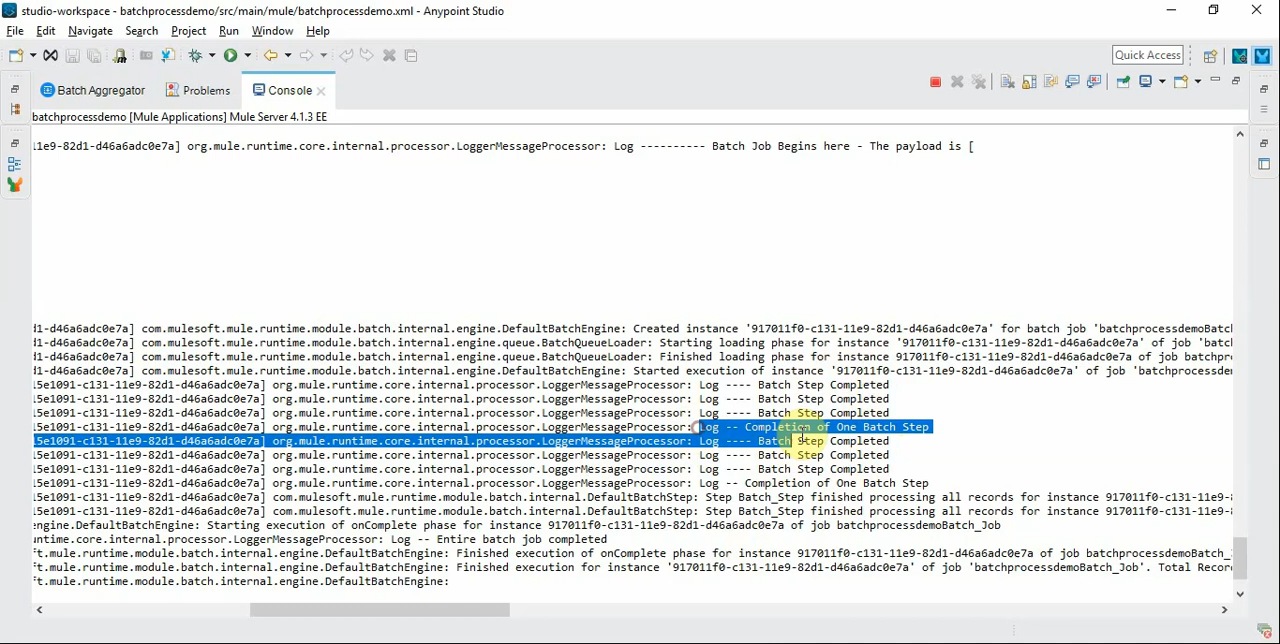 studio-workspace - batchprocessdemo/src/main/mule/batchprocessdemo.xml - Anypoint Studio
File Edit Navigate Search Project Run Window Help
Quick Access
Batch Aggregator Problems Console
batchprocessdemo [Mule Applications] Mule Server 4.1.3 EE
11e9-82d1-d46a6adc0e7a] org.mule.runtime.core.internal.processor.LoggerMessageProcessor: Log ---------- Batch Job Begins here - The payload is [
d1-d46a6adc0e7a] com.mulesoft.mule.runtime.module.batch.internal.engine.DefaultBatchEngine: Created instance '917011f0-c131-11e9-82d1-d46a6adc0e7a' for batch job 'batchprocessdemoBatc
d1-d46a6adc0e7a] com.mulesoft.mule.runtime.module.batch.internal.engine.queue.BatchQueueLoader: Starting loading phase for instance '917011f0-c131-11e9-82d1-d46a6adc0e7a' of job 'batc
d1-d46a6adc0e7a] com.mulesoft.mule.runtime.module.batch.internal.engine.queue.BatchQueueLoader: Finished loading phase for instance 917011f0-c131-11e9-82d1-d46a6adc0e7a of job batchpr
d1-d46a6adc0e7a] com.mulesoft.mule.runtime.module.batch.internal.engine.DefaultBatchEngine: Started execution of instance '917011f0-c131-11e9-82d1-d46a6adc0e7a' of job 'batchprocessde
15e1091-c131-11e9-82d1-d46a6adc0e7a] org.mule.runtime.core.internal.processor.LoggerMessageProcessor: Log ---- Batch Step Completed
15e1091-c131-11e9-82d1-d46a6adc0e7a] org.mule.runtime.core.internal.processor.LoggerMessageProcessor: Log ---- Batch Step Completed
15e1091-c131-11e9-82d1-d46a6adc0e7a] org.mule.runtime.core.internal.processor.LoggerMessageProcessor: Log ---- Batch Step Completed
15e1091-c131-11e9-82d1-d46a6adc0e7a] org.mule.runtime.core.internal.processor.LoggerMessageProcessor: Log -- Completion of One Batch Step
15e1091-c131-11e9-82d1-d46a6adc0e7a] org.mule.runtime.core.internal.processor.LoggerMessageProcessor: Log ---- Batch Step Completed
15e1091-c131-11e9-82d1-d46a6adc0e7a] org.mule.runtime.core.internal.processor.LoggerMessageProcessor: Log ---- Batch Step Completed
15e1091-c131-11e9-82d1-d46a6adc0e7a] org.mule.runtime.core.internal.processor.LoggerMessageProcessor: Log ---- Batch Step Completed
15e1091-c131-11e9-82d1-d46a6adc0e7a] org.mule.runtime.core.internal.processor.LoggerMessageProcessor: Log -- Completion of One Batch Step
15e1091-c131-11e9-82d1-d46a6adc0e7a] com.mulesoft.mule.runtime.module.batch.internal.DefaultBatchStep: Step Batch_Step finished processing all records for instance 917011f0-c131-11e9-
15e1091-c131-11e9-82d1-d46a6adc0e7a] com.mulesoft.mule.runtime.module.batch.internal.DefaultBatchStep: Step Batch_Step finished processing all records for instance 917011f0-c131-11e9-
engine.DefaultBatchEngine: Starting execution of onComplete phase for instance 917011f0-c131-11e9-82d1-d46a6adc0e7a of job batchprocessdemoBatch_Job
untime.core.internal.processor.LoggerMessageProcessor: Log -- Entire batch job completed
ft.mule.runtime.module.batch.internal.engine.DefaultBatchEngine: Finished execution of onComplete phase for instance 917011f0-c131-11e9-82d1-d46a6adc0e7a of job batchprocessdemoBatch_
ft.mule.runtime.module.batch.internal.engine.DefaultBatchEngine: Finished execution for instance '917011f0-c131-11e9-82d1-d46a6adc0e7a' of job 'batchprocessdemoBatch_Job'. Total Recor
ft.mule.runtime.module.batch.internal.engine.DefaultBatchEngine: